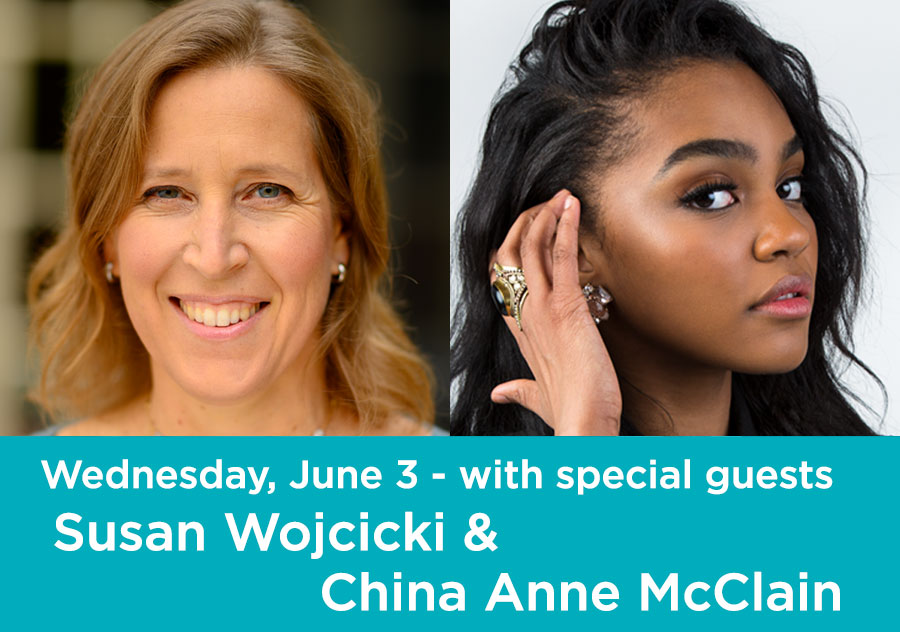 Wednesday, June 3 - with special guests
Susan Wojcicki &
China Anne McClain